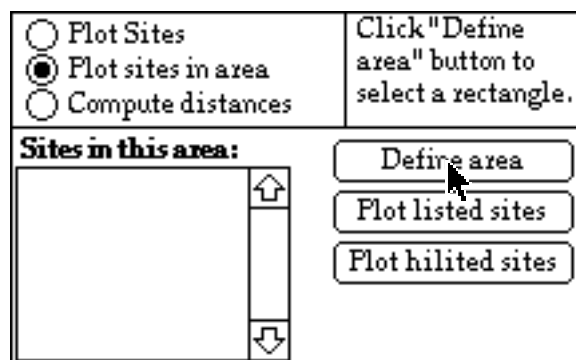 Plot Sites
Plot sites in area
Compute distances
Click "Define
area" button to
select a rectangle.
Sites in this area:
Define area
Plot listed sites
Plot hilited sites